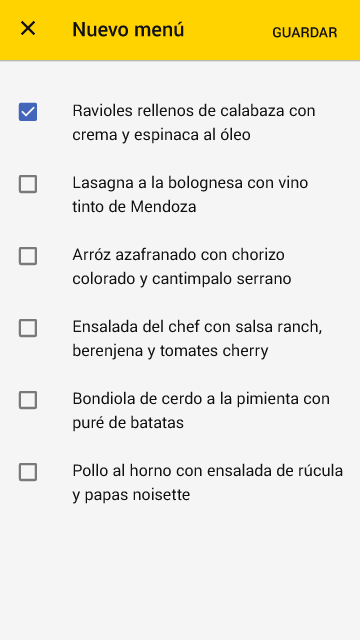 Nuevo menú
GUARDAR
Ravioles rellenos de calabaza con
crema y espinaca al óleo
Lasagna a la bolognesa con vino
tinto de Mendoza
Arróz azafranado con chorizo
colorado y cantimpalo serrano
Ensalada del chef con salsa ranch,
berenjena y tomates cherry
Bondiola de cerdo a la pimienta con
puré de batatas
Pollo al horno con ensalada de rúcula
y papas noisette